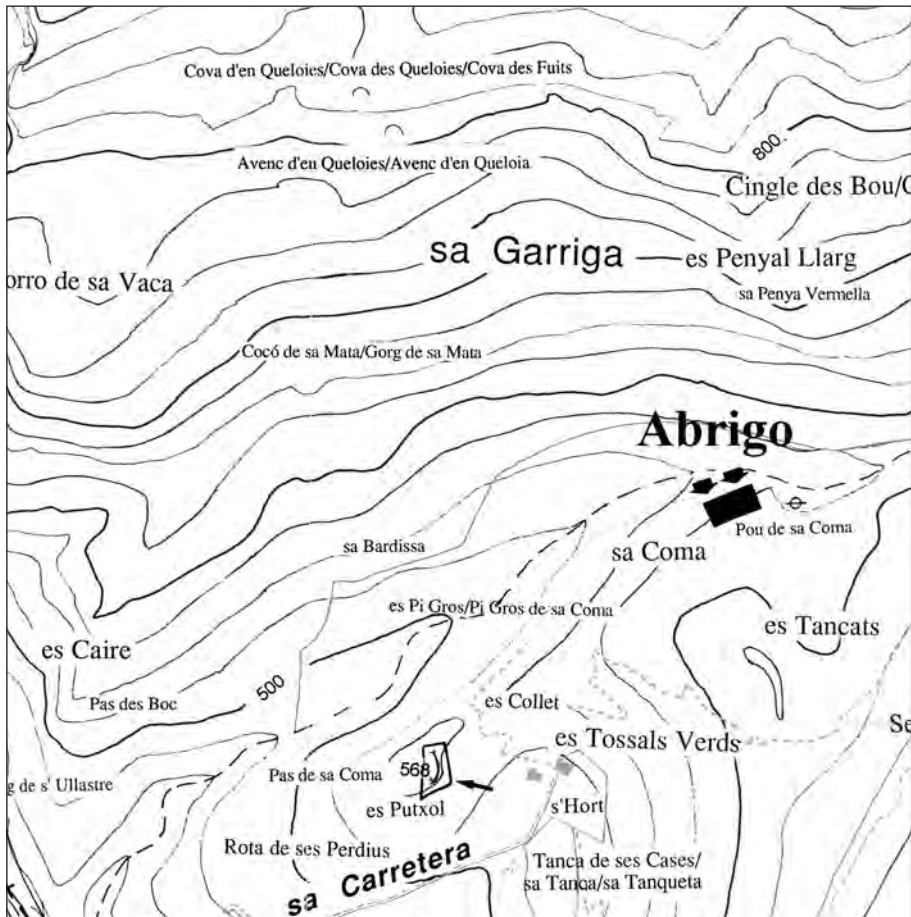 Cova d'en Queloies/Cova des Queloies/Cova des Fuits
800
Avenc d'en Queloies/Avenc d'en Queloia
Cingle des Bou/C
sa Garriga
es Penyal Llarg
orro de sa Vaca
sa Penya Vermella
Cocó de sa Mata/Gorg de sa Mata
Abrigo
Pou de sa Coma
sa Bardissa
sa Coma
es Pi Gros/Pi Gros de sa Coma
es Tancats
es Caire
500
Pas des Boc
es Collet
Se
es Tossals Verds
Pas de sa Coma
568
g de s' Ullastre
es Putxol
s'Hort
Rota de ses Perdius
sa Carretera
Tanca de ses Cases/
sa Tanca/sa Tanqueta